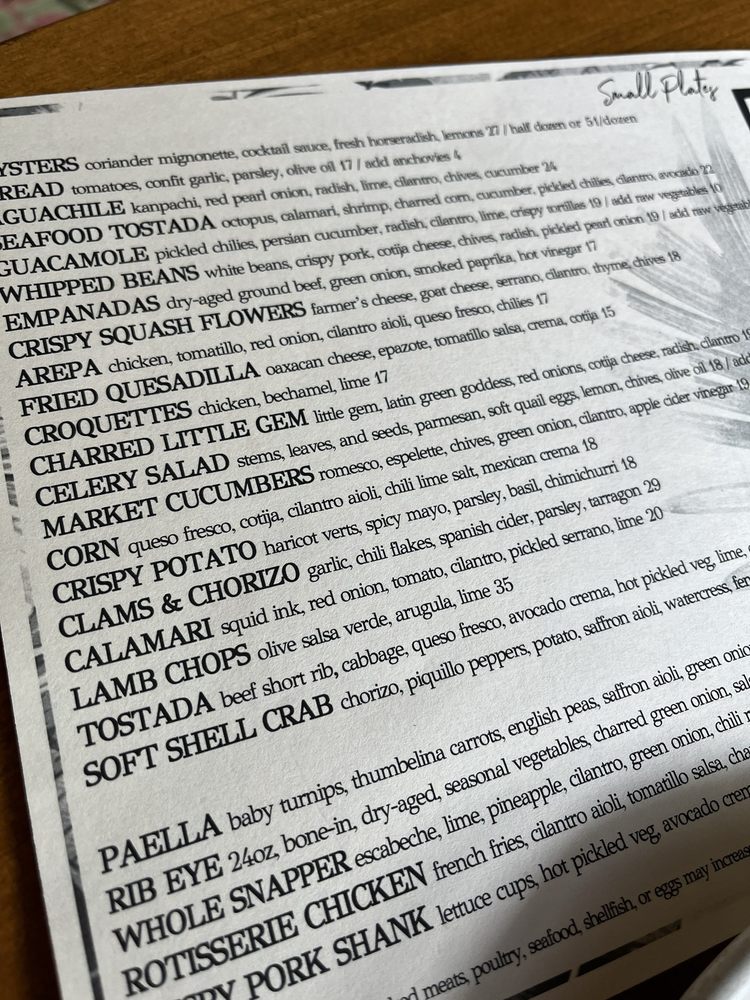 Small Plates
YSTERS coriander mignonette, cocktail sauce, fresh horseradish, lemons 27 / half dozen or 51/dozen
READ tomatoes, confit garlic, parsley, olive oil 17 / add anchovies 4
GUACHILE kanpachi, red pearl onion, radish, lime, cilantro, chives, cucumber 24
SEAFOOD TOSTADA octopus, calamari, shrimp, charred corn, cucumber, pickled chilies, cilantro, avocado 22
GUACAMOLE pickled chilies, persian cucumber, radish, cilantro, lime, crispy tortillas 19 / add raw vegetables 10
WHIPPED BEANS white beans, crispy pork, cotija cheese, chives, radish, pickled pearl onion 19 / add raw vegetab
EMPANADAS dry-aged ground beef, green onion, smoked paprika, hot vinegar 17
CRISPY SQUASH FLOWERS farmer's cheese, goat cheese, serrano, cilantro, thyme, chives 18
AREPA chicken, tomatillo, red onion, cilantro aioli, queso fresco, chilies 17
FRIED QUESADILLA oaxacan cheese, epazote, tomatillo salsa, crema, cotija 15
CROQUETTES chicken, bechamel, lime 17
CHARRED LITTLE GEM little gem, latin green goddess, red onions, cotija cheese, radish, cilantro
CELERY SALAD stems, leaves, and seeds, parmesan, soft quail eggs, lemon, chives, olive oil 18 / add
MARKET CUCUMBERS romesco, espelette, chives, green onion, cilantro, apple cider vinegar
CORN queso fresco, cotija, cilantro aioli, chili lime salt, mexican crema 18
CRISPY POTATO haricot verts, spicy mayo, parsley, basil, chimichurri 18
CLAMS & CHORIZO garlic, chili flakes, spanish cider, parsley, tarragon 29
CALAMARI squid ink, red onion, tomato, cilantro, pickled serrano, lime 20
LAMB CHOPS olive salsa verde, arugula, lime 35
TOSTADA beef short rib, cabbage, queso fresco, avocado crema, hot pickled veg, lime,
SOFT SHELL CRAB chorizo, piquillo peppers, potato, saffron aioli, watercress,
PAELLA baby turnips, thumbelina carrots, english peas, saffron aioli, green onio
RIB EYE 24oz, bone-in, dry-aged, seasonal vegetables, charred green onion,
WHOLE SNAPPER escabeche, lime, pineapple, cilantro, green onion, chili
ROTISSERIE CHICKEN french fries, cilantro aioli, tomatillo salsa,
SPY PORK SHANK lettuce cups, hot pickled veg, avocado crem
meats, poultry, seafood, shellfish, or eggs may increase